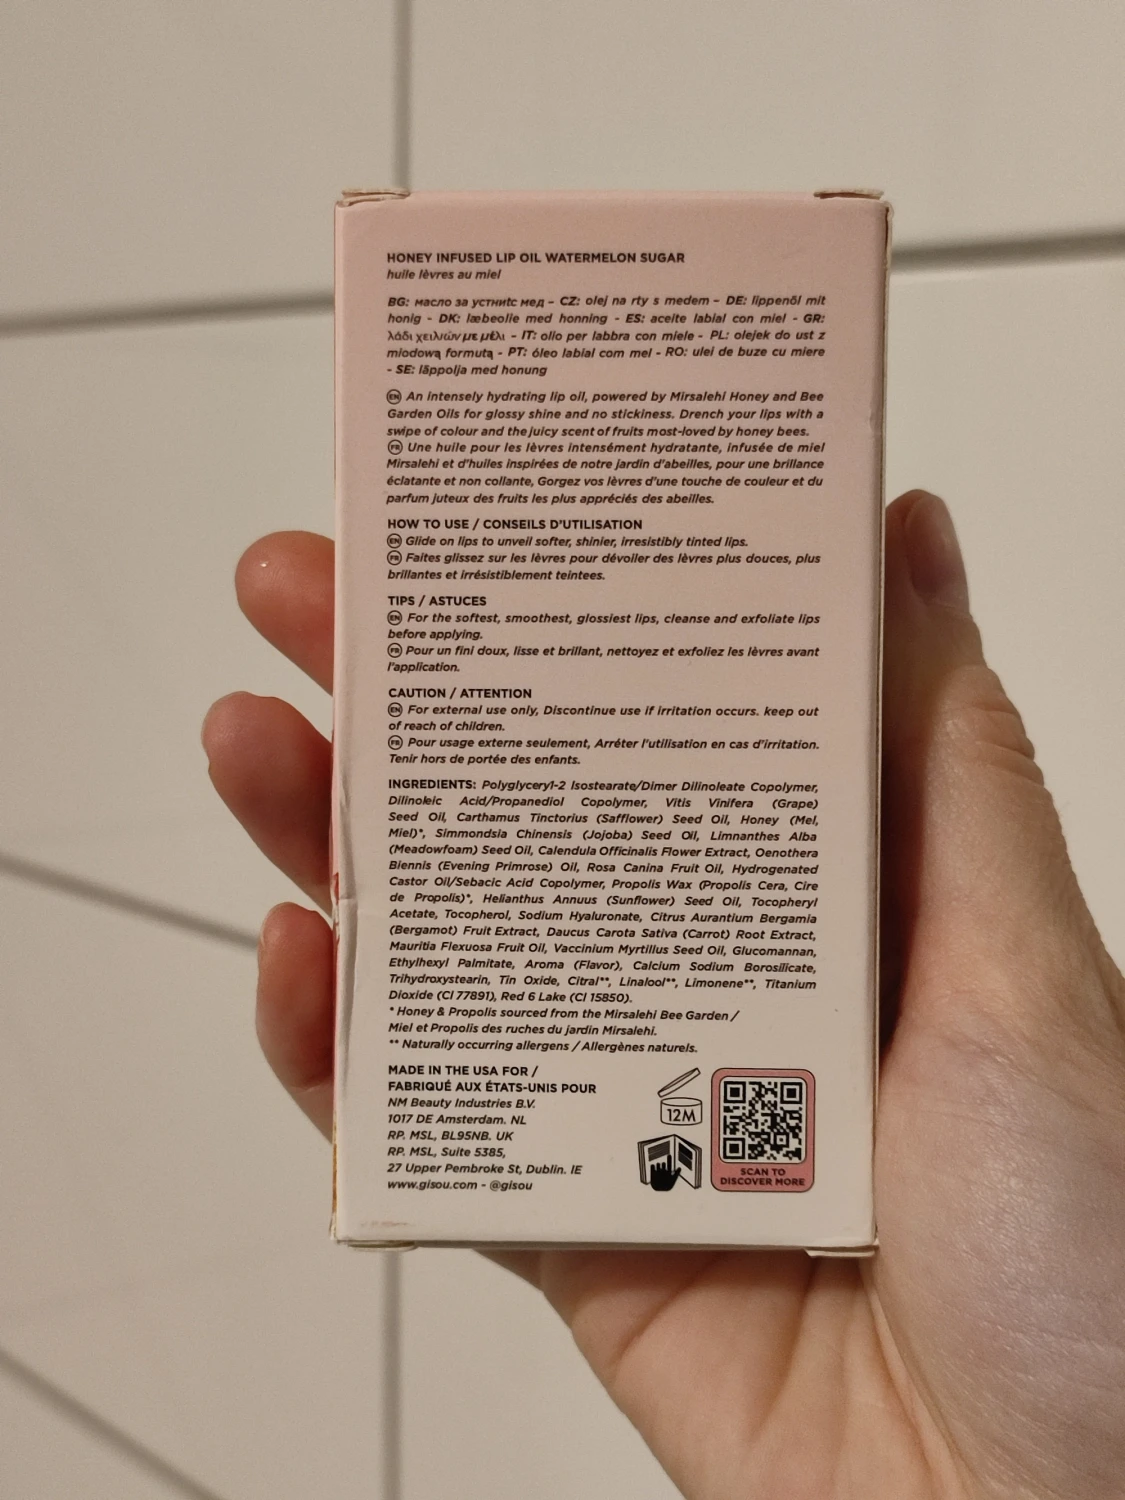 HONEY INFUSED LIP OIL WATERMELON SUGAR
huile lèvres au miel
BG: масло за устнитс мед – CZ: olej na rty s medem – DE: lippenöl mit
honig - DK: læbeolie med honning - ES: aceite labial con miel - GR:
λάδι χειλιών με μέλι - IT: olio per labbra con miele - PL: olejek do ust z
miodową formutą - PT: óleo labial com mel - RO: ulei de buze cu miere
- SE: läppolja med honung
EN An intensely hydrating lip oil, powered by Mirsalehi Honey and Bee
Garden Oils for glossy shine and no stickiness. Drench your lips with a
swipe of colour and the juicy scent of fruits most-loved by honey bees.
FR Une huile pour les lèvres intensément hydratante, infusée de miel
Mirsalehi et d'huiles inspirées de notre jardin d'abeilles, pour une brillance
éclatante et non collante, Gorgez vos lèvres d'une touche de couleur et du
parfum juteux des fruits les plus appréciés des abeilles.
HOW TO USE / CONSEILS D'UTILISATION
EN Glide on lips to unveil softer, shinier, irresistibly tinted lips.
FR Faites glissez sur les lèvres pour dévoiler des lèvres plus douces, plus
brillantes et irrésistiblement teintees.
TIPS / ASTUCES
EN For the softest, smoothest, glossiest lips, cleanse and exfoliate lips
before applying.
FR Pour un fini doux, lisse et brillant, nettoyez et exfoliez les lèvres avant
l'application.
CAUTION / ATTENTION
EN For external use only, Discontinue use if irritation occurs. keep out
of reach of children.
FR Pour usage externe seulement, Arréter l'utilisation en cas d'irritation.
Tenir hors de portée des enfants.
INGREDIENTS: Polyglycery1-2 Isostearate/Dimer Dilinoleate Copolymer,
Dilinoleic Acid/Propanediol Copolymer, Vitis Vinifera (Grape)
Seed Oil, Carthamus Tinctorius (Safflower) Seed Oil, Honey (Mel,
Miel)*, Simmondsia Chinensis (Jojoba) Seed Oil, Limnanthes Alba
(Meadowfoam) Seed Oil, Calendula Officinalis Flower Extract, Oenothera
Biennis (Evening Primrose) Oil, Rosa Canina Fruit Oil, Hydrogenated
Castor Oil/Sebacic Acid Copolymer, Propolis Wax (Propolis Cera, Cire
de Propolis)*, Helianthus Annuus (Sunflower) Seed Oil, Tocopheryl
Acetate, Tocopherol, Sodium Hyaluronate, Citrus Aurantium Bergamia
(Bergamot) Fruit Extract, Daucus Carota Sativa (Carrot) Root Extract,
Mauritia Flexuosa Fruit Oil, Vaccinium Myrtillus Seed Oil, Glucomannan,
Ethylhexyl Palmitate, Aroma (Flavor), Calcium Sodium Borosilicate,
Trihydroxystearin, Tin Oxide, Citral**, Linalool**, Limonene**, Titanium
Dioxide (CI 77891), Red 6 Lake (CI 15850).
* Honey & Propolis sourced from the Mirsalehi Bee Garden /
Miel et Propolis des ruches du jardin Mirsalehi.
** Naturally occurring allergens / Allergènes naturels.
MADE IN THE USA FOR /
FABRIQUÉ AUX ÉTATS-UNIS POUR
NM Beauty Industries B.V.
1017 DE Amsterdam. NL
RP. MSL, BL95NB. UK
RP. MSL, Suite 5385,
27 Upper Pembroke St, Dublin. IE
www.gisou.com - @gisou
12M
SCAN TO
DISCOVER MORE